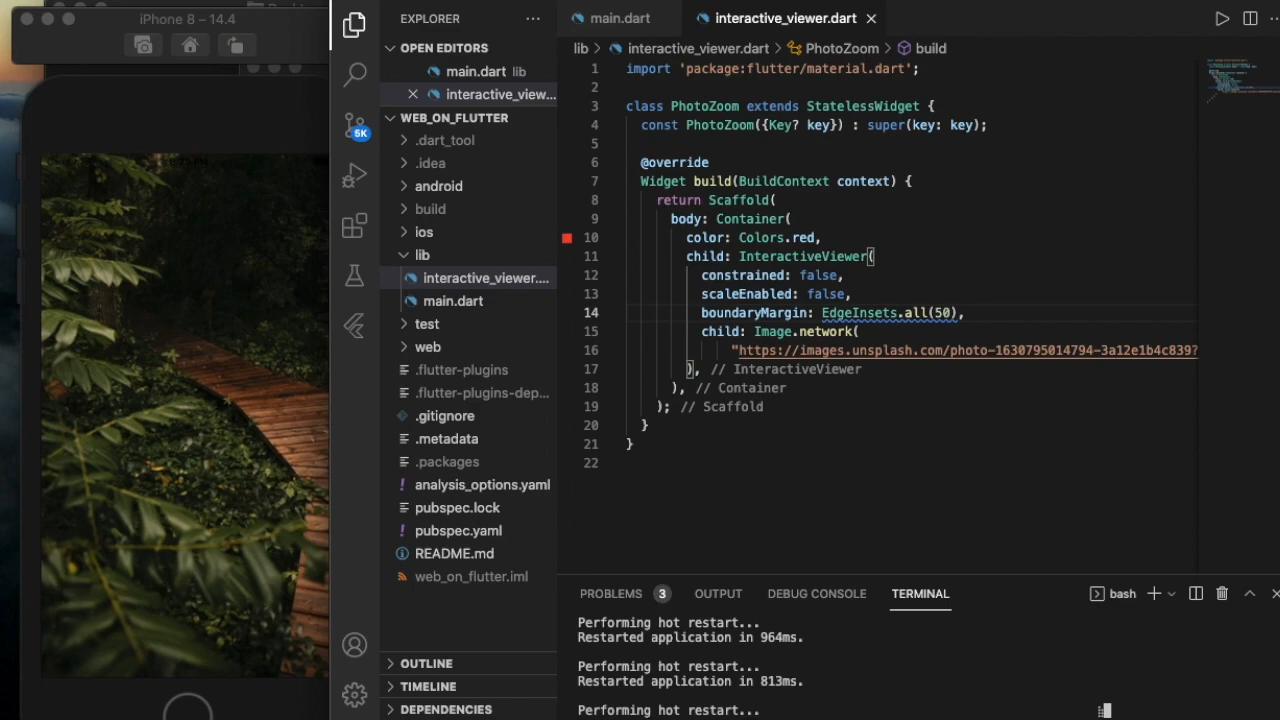 iPhone 8 – 14.4
EXPLORER
OPEN EDITORS
main.dart lib
interactive_view...
WEB_ON_FLUTTER
.dart_tool
.idea
android
build
ios
lib
interactive_viewer....
main.dart
test
web
.flutter-plugins
.flutter-plugins-dep...
.gitignore
.metadata
.packages
analysis_options.yaml
pubspec.lock
pubspec.yaml
README.md
web_on_flutter.iml
OUTLINE
TIMELINE
DEPENDENCIES
5K
main.dart
interactive_viewer.dart
lib > interactive_viewer.dart > PhotoZoom > build
1 import 'package:flutter/material.dart';
2
3 class PhotoZoom extends StatelessWidget {
4 const PhotoZoom({Key? key}) : super(key: key);
5
6 @override
7 Widget build(BuildContext context) {
8 return Scaffold(
9 body: Container(
10 color: Colors.red,
11 child: InteractiveViewer(
12 constrained: false,
13 scaleEnabled: false,
14 boundaryMargin: EdgeInsets.all(50),
15 child: Image.network(
16 "https://images.unsplash.com/photo-1630795014794-3a12e1b4c839?
17 ), // InteractiveViewer
18 ), // Container
19 ); // Scaffold
20 }
21 }
22
PROBLEMS 3 OUTPUT DEBUG CONSOLE TERMINAL
bash
Performing hot restart...
Restarted application in 964ms.
Performing hot restart...
Restarted application in 813ms.
Performing hot restart...